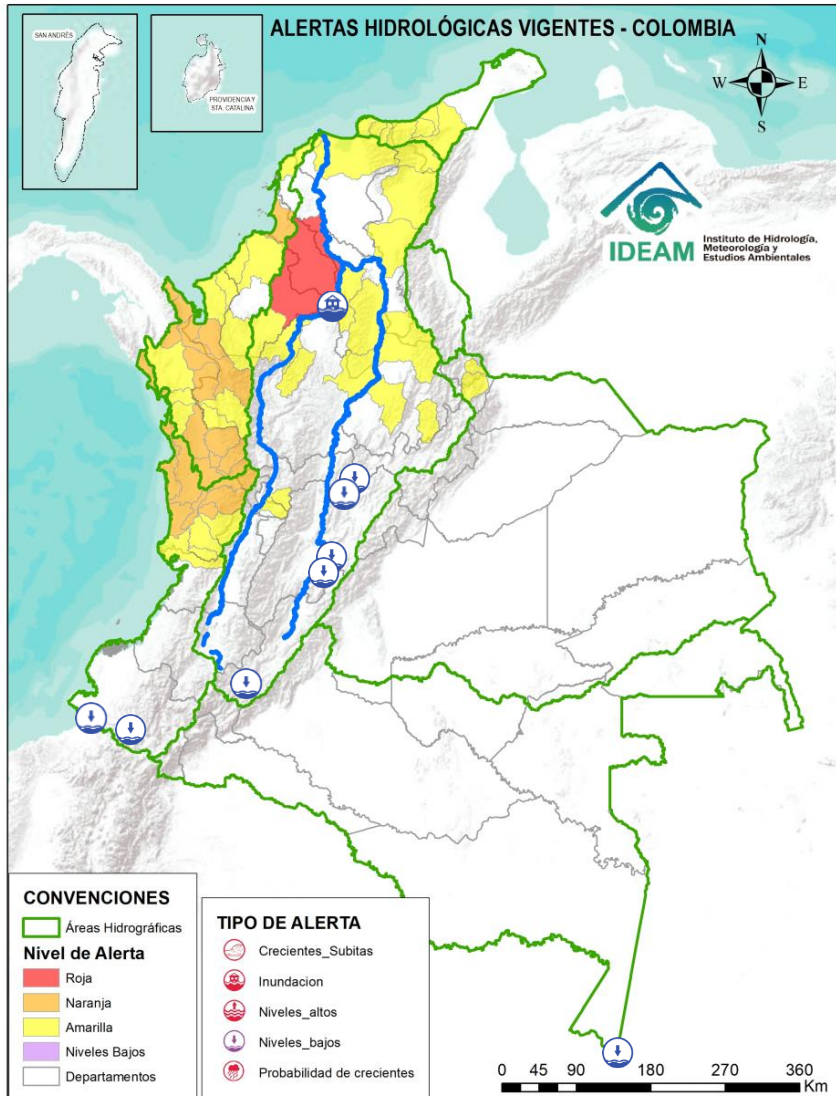 ALERTAS HIDROLÓGICAS VIGENTES - COLOMBIA
SAN ANDRÉS
PROVIDENCIA Y
STA. CATALINA
N
W
E
S
IDEAM
Instituto de Hidrología,
Meteorología y
Estudios Ambientales
CONVENCIONES
Áreas Hidrográficas
Nivel de Alerta
Roja
Naranja
Amarilla
Niveles Bajos
Departamentos
TIPO DE ALERTA
Crecientes_Subitas
Inundacion
Niveles_altos
Niveles_bajos
Probabilidad de crecientes
0 45 90 180 270 360
Km